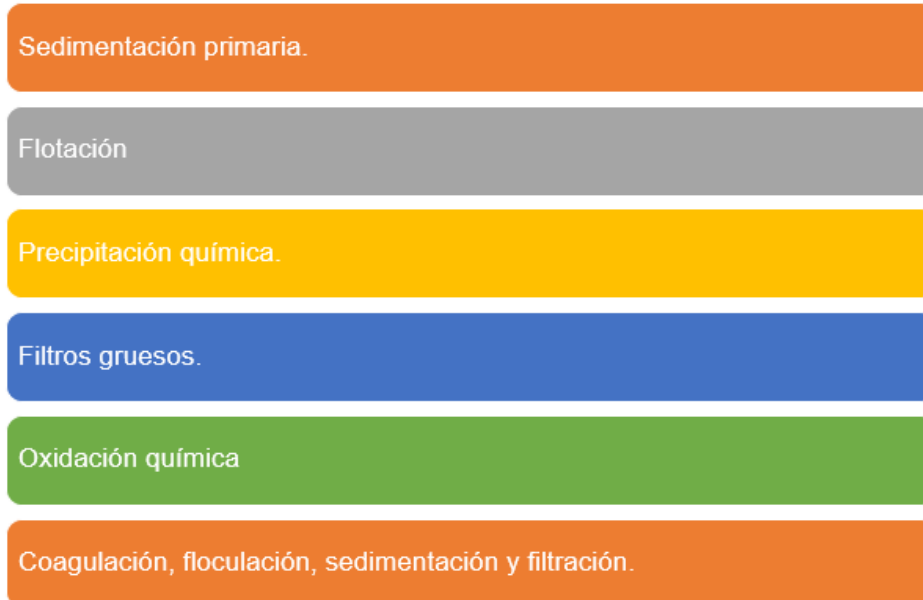 Sedimentación primaria.
Flotación
Precipitación química.
Filtros gruesos.
Oxidación química
Coagulación, floculación, sedimentación y filtración.